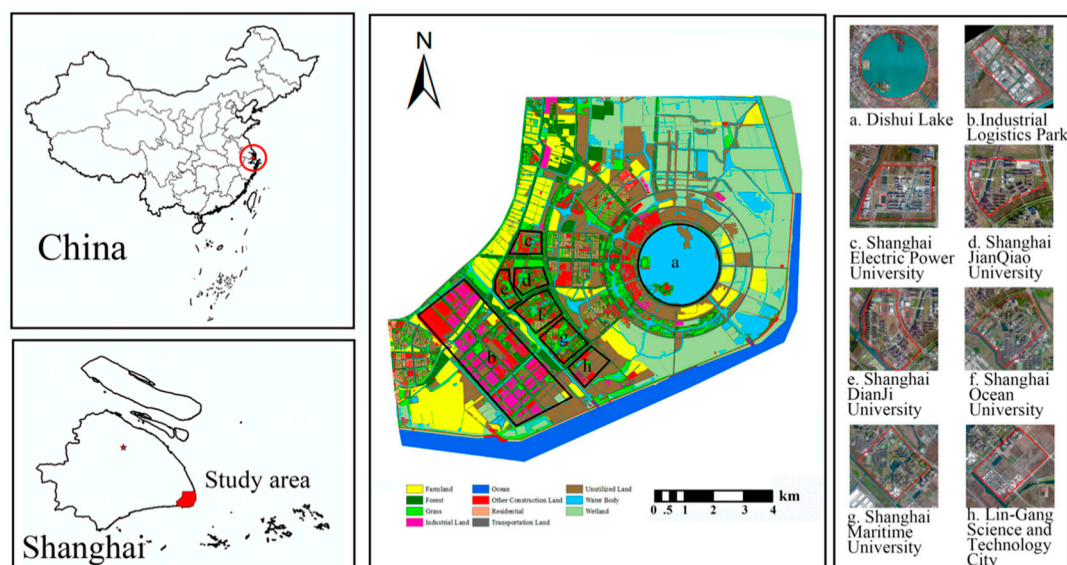 China
Study area
Shanghai
N
a
c
d
e
f
g
b
h
Farmland
Forest
Grass
Industrial Land
Ocean
Other Construction Land
Residential
Transportation Land
Unutilized Land
Water Body
Wetland
0 .5 1 2 3 4
km
a. Dishui Lake
b.Industrial
Logistics Park
c. Shanghai
Electric Power
University
d. Shanghai
JianQiao
University
e. Shanghai
DianJi
University
f. Shanghai
Ocean
University
g. Shanghai
Maritime
University
h. Lin-Gang
Science and
Technology
City